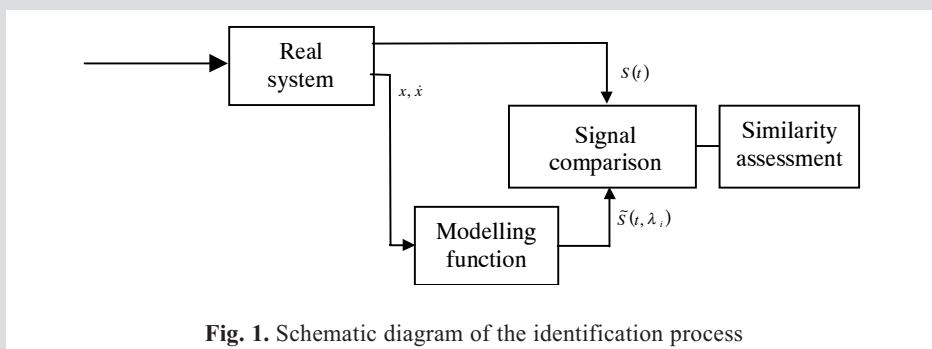 Real
system
S(t)
x, ẋ
Signal
comparison
Similarity
assessment
S̃(t, λᵢ)
Modelling
function
Fig. 1. Schematic diagram of the identification process